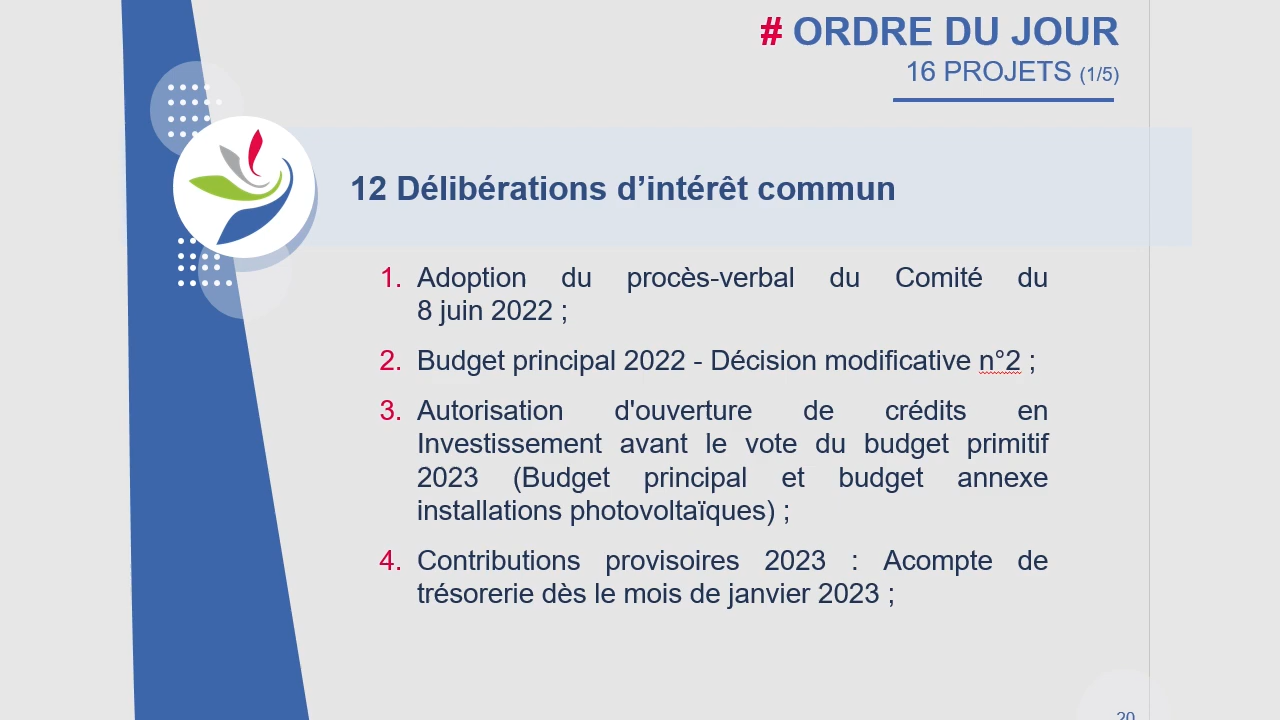 # ORDRE DU JOUR
16 PROJETS (1/5)
12 Délibérations d’intérêt commun
1. Adoption du procès-verbal du Comité du
8 juin 2022 ;
2. Budget principal 2022 - Décision modificative n°2 ;
3. Autorisation d'ouverture de crédits en
Investissement avant le vote du budget primitif
2023 (Budget principal et budget annexe
installations photovoltaïques) ;
4. Contributions provisoires 2023 : Acompte de
trésorerie dès le mois de janvier 2023 ;
20